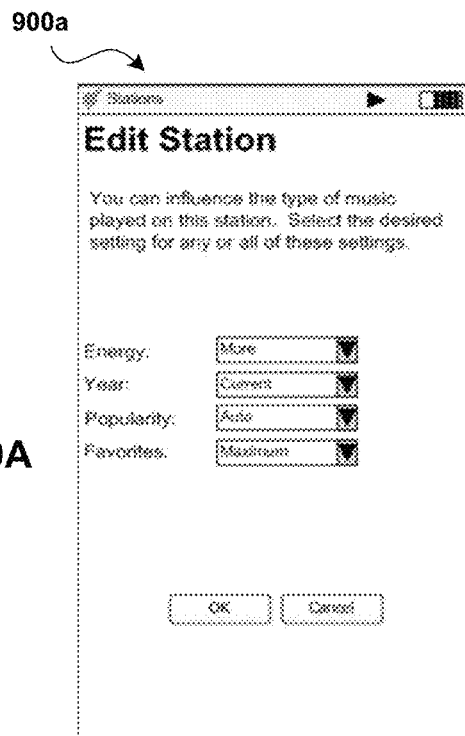 900a
Stations
Edit Station
You can influence the type of music
played on this station. Select the desired
setting for any or all of these settings.
Energy: More
Year: Current
Popularity: Auto
9A
Favorites: Maximum
OK Cancel